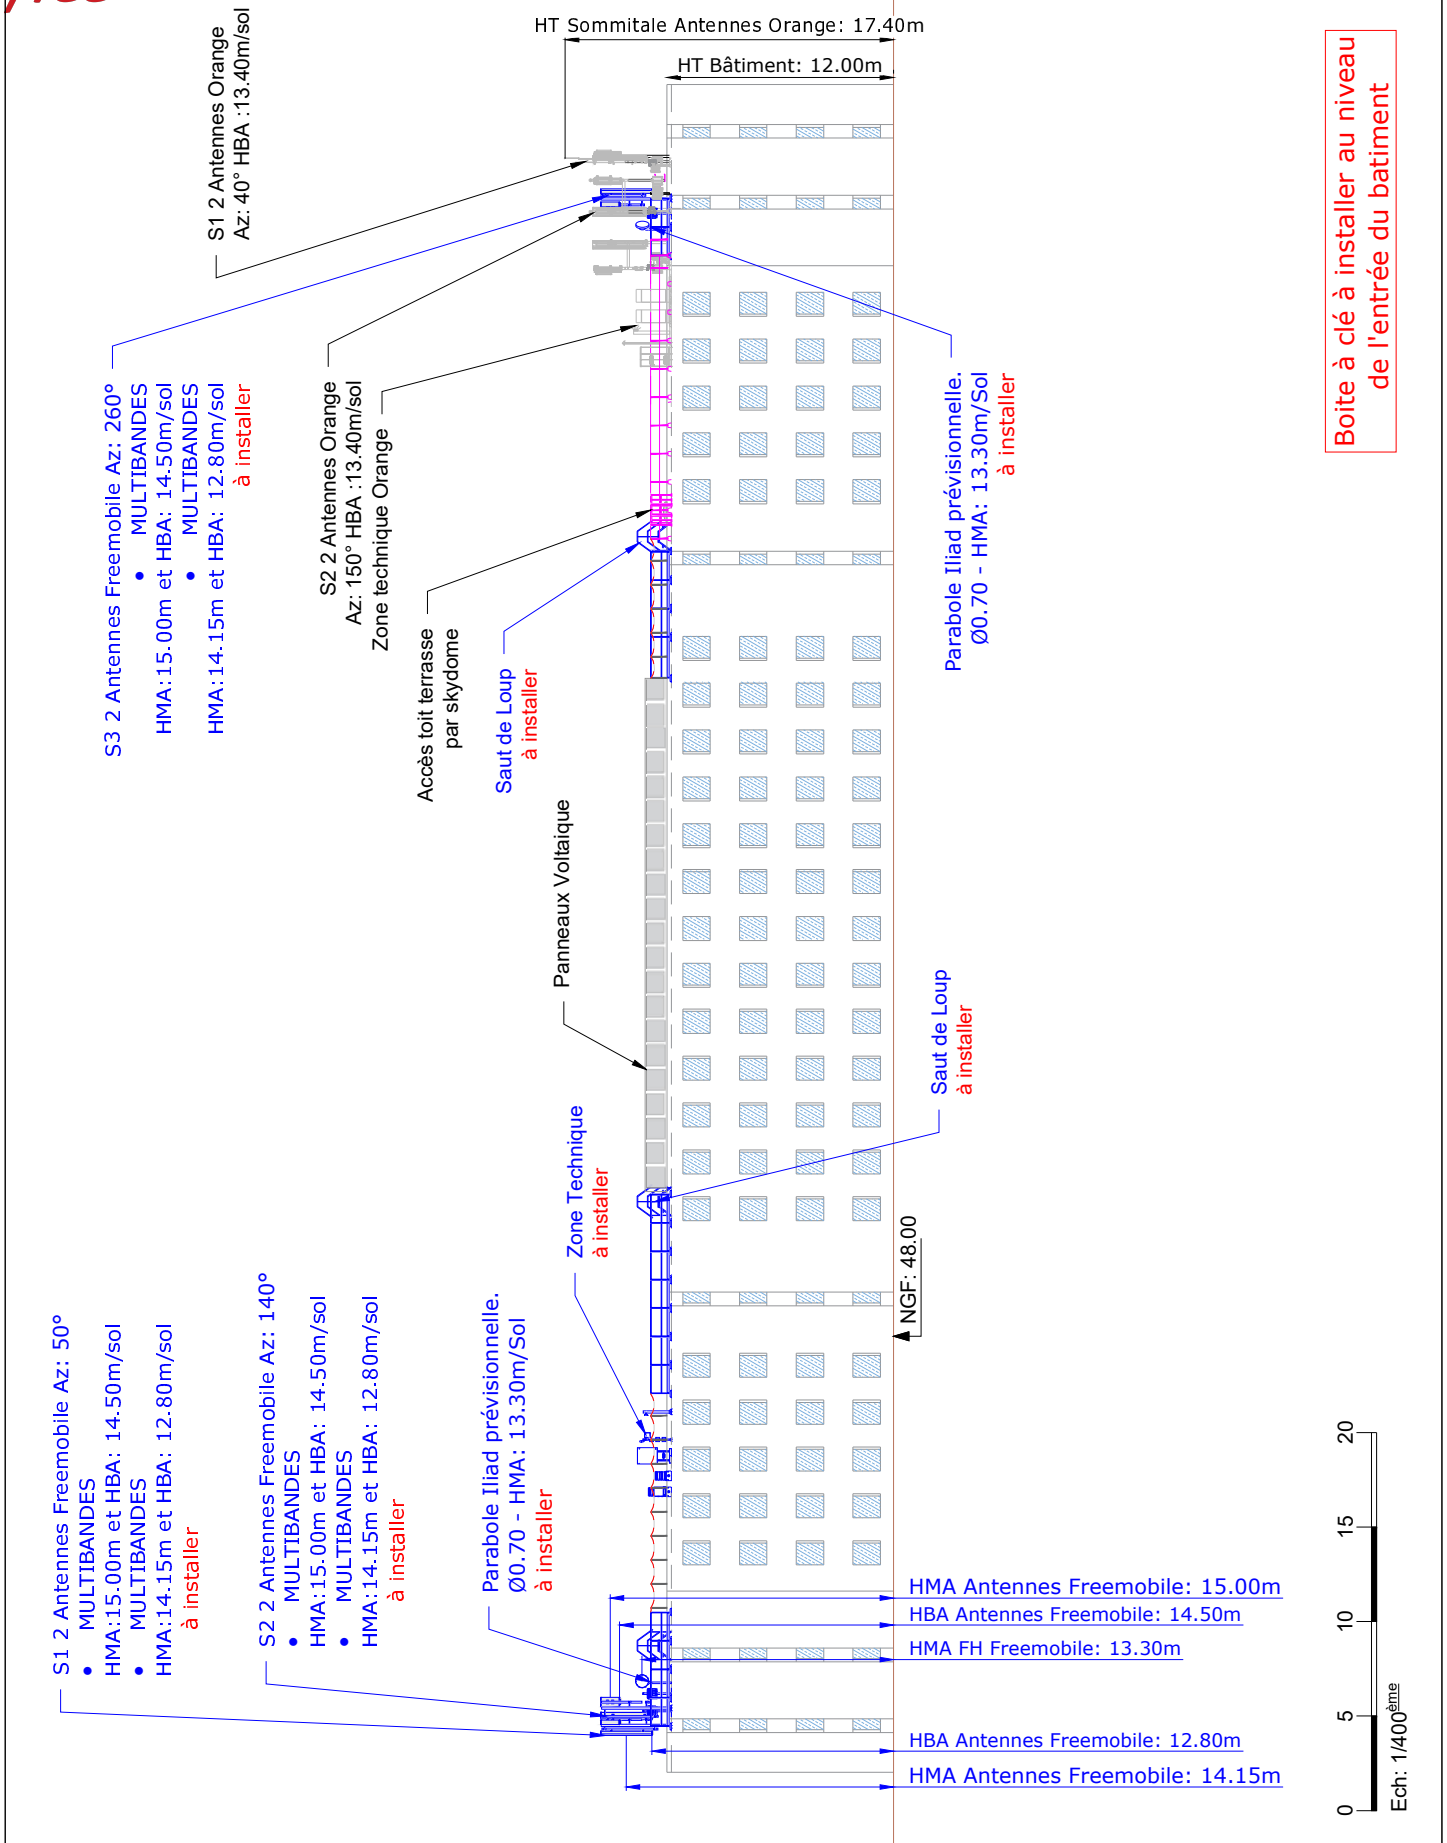 HT Sommitale Antennes Orange: 17.40m
HT Bâtiment: 12.00m
S1 2 Antennes Orange
Az: 40° HBA :13.40m/sol
S3 2 Antennes Freemobile Az: 260°
• MULTIBANDES
HMA:15.00m et HBA: 14.50m/sol
• MULTIBANDES
HMA:14.15m et HBA: 12.80m/sol
à installer
S2 2 Antennes Orange
Az: 150° HBA :13.40m/sol
Zone technique Orange
Accès toit terrasse
par skydome
Saut de Loup
à installer
Panneaux Voltaique
Zone Technique
à installer
S1 2 Antennes Freemobile Az: 50°
• MULTIBANDES
HMA:15.00m et HBA: 14.50m/sol
• MULTIBANDES
HMA:14.15m et HBA: 12.80m/sol
à installer
S2 2 Antennes Freemobile Az: 140°
• MULTIBANDES
HMA:15.00m et HBA: 14.50m/sol
• MULTIBANDES
HMA:14.15m et HBA: 12.80m/sol
à installer
Parabole Iliad prévisionnelle.
Ø0.70 - HMA: 13.30m/Sol
à installer
Parabole Iliad prévisionnelle.
Ø0.70 - HMA: 13.30m/Sol
à installer
Saut de Loup
à installer
NGF: 48.00
HMA Antennes Freemobile: 15.00m
HBA Antennes Freemobile: 14.50m
HMA FH Freemobile: 13.30m
HBA Antennes Freemobile: 12.80m
HMA Antennes Freemobile: 14.15m
Boite à clé à installer au niveau
de l'entrée du batiment
0 5 10 15 20
Ech: 1/400ème